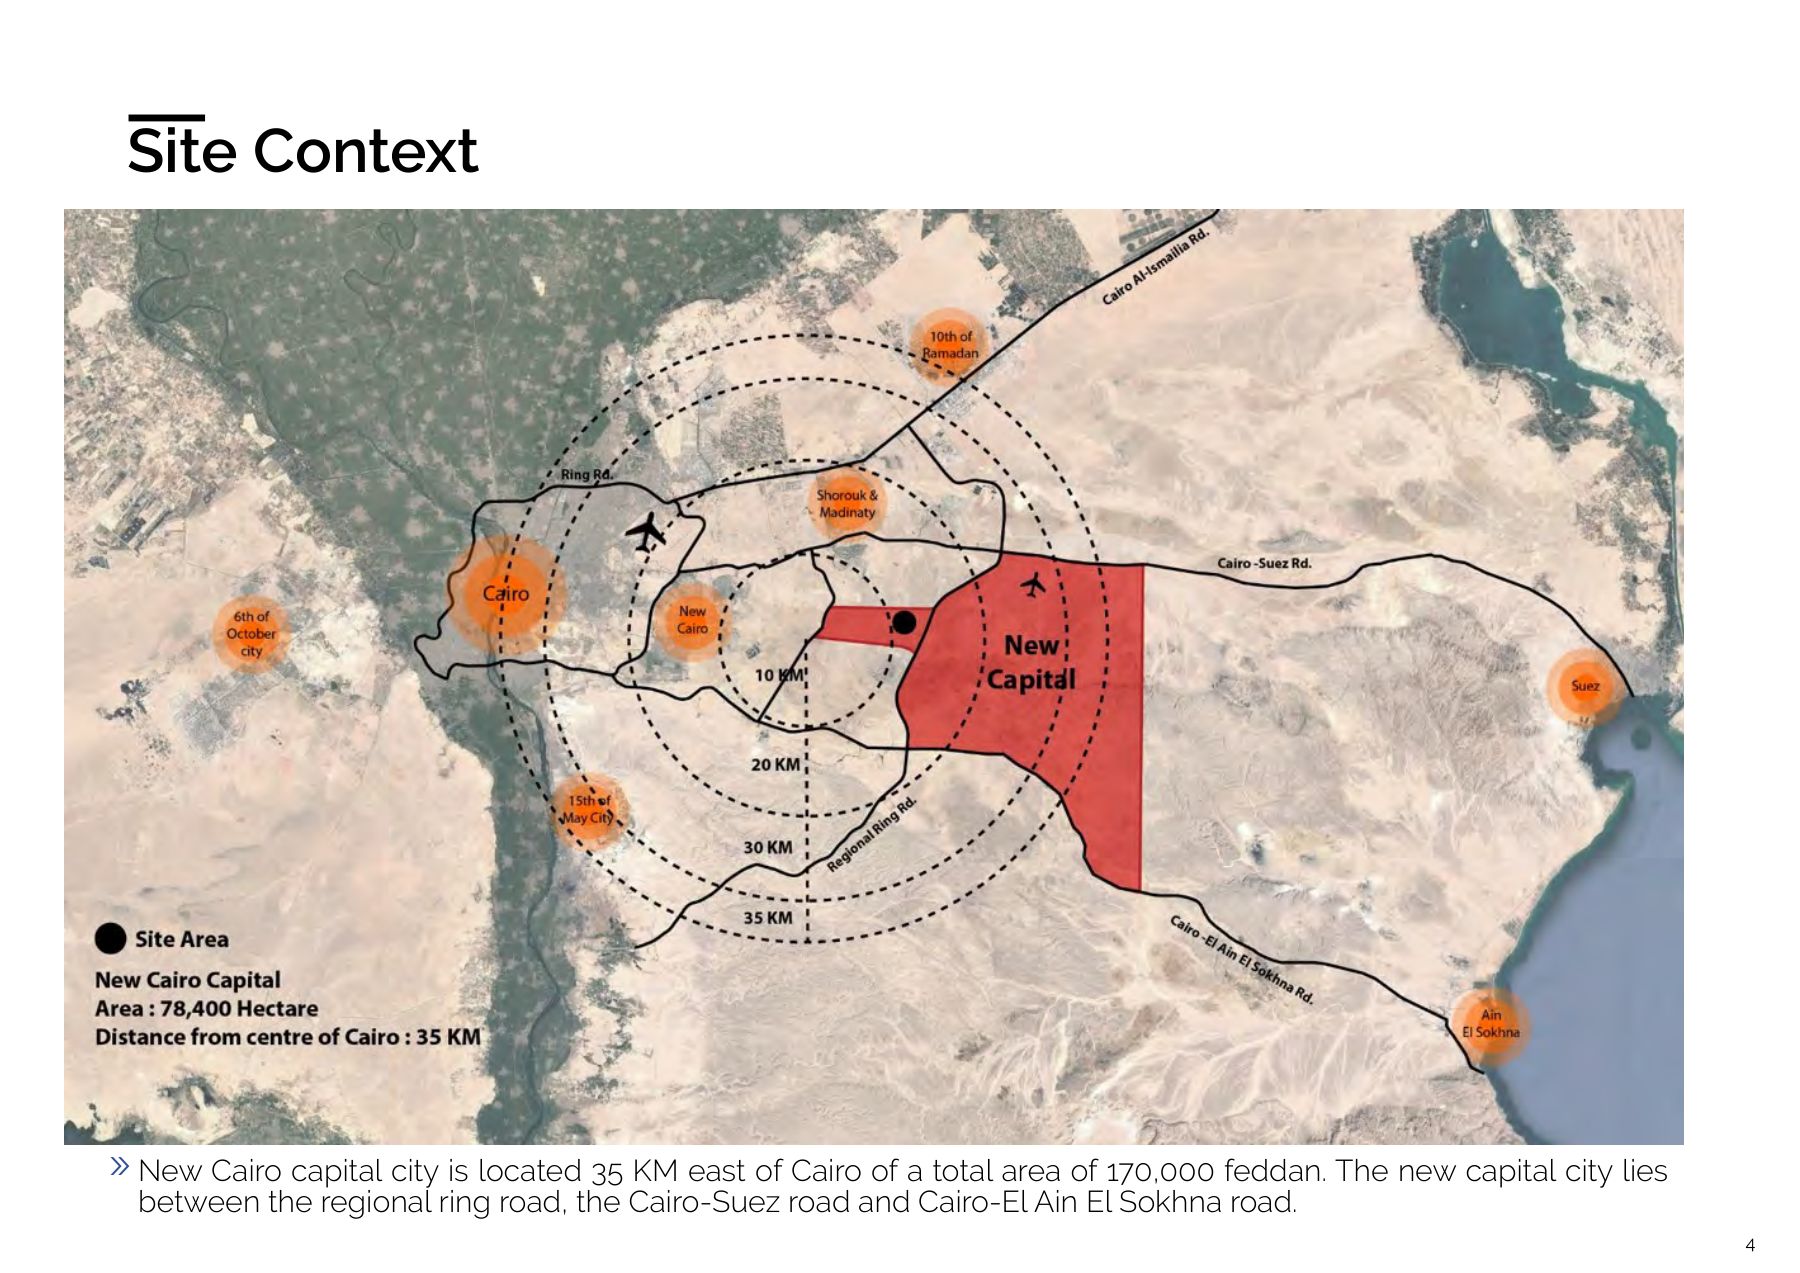 Site Context
Cairo Al-Ismailia Rd.
10th of
Ramadan
Ring Rd.
Shorouk &
Madinaty
Cairo -Suez Rd.
Cairo
6th of
October
city
New
Cairo
New
Capital
10 KM
Suez
20 KM
15th of
May City
Regional Ring Rd.
30 KM
35 KM
Cairo -El Ain El Sokhna Rd.
Ain
El Sokhna
Site Area
New Cairo Capital
Area : 78,400 Hectare
Distance from centre of Cairo : 35 KM
» New Cairo capital city is located 35 KM east of Cairo of a total area of 170,000 feddan. The new capital city lies
between the regional ring road, the Cairo-Suez road and Cairo-El Ain El Sokhna road.
4